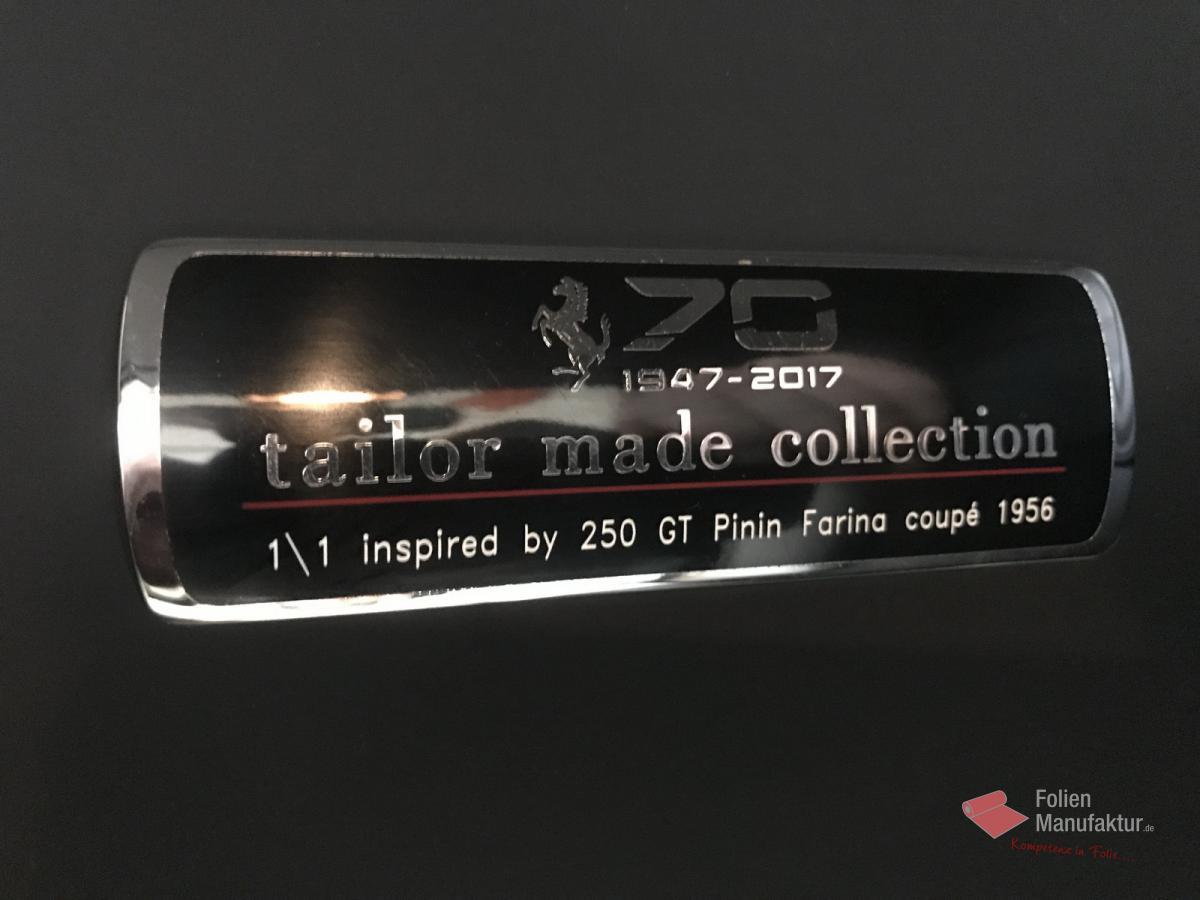 70
1947-2017
tailor made collection
1\1 inspired by 250 GT Pinin Farina coupé 1956
Folien
Manufaktur.de
Kompetenz in Folie....